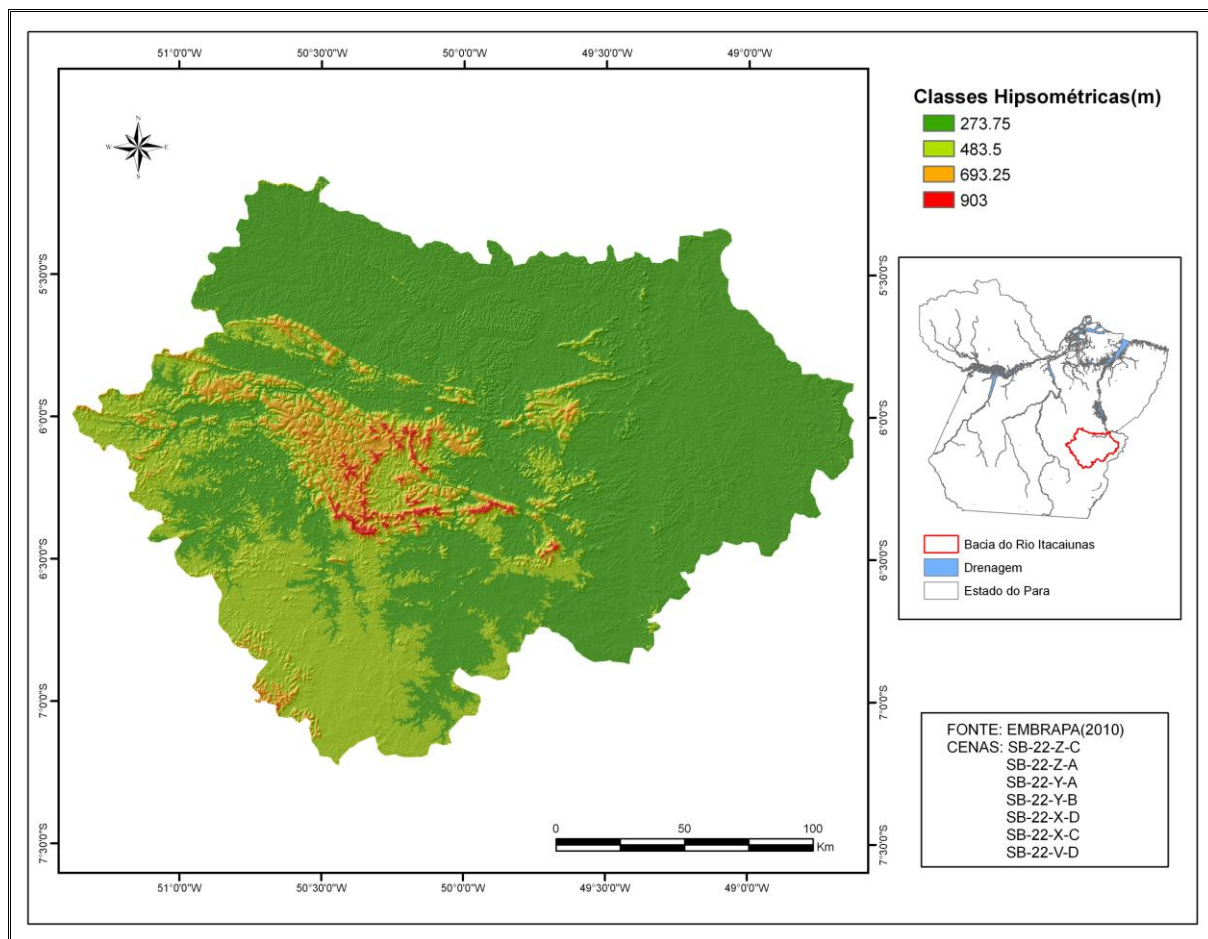 51°0'0"W 50°30'0"W 50°0'0"W 49°30'0"W 49°0'0"W
N
W E
S
5°30'0"S
6°0'0"S
6°30'0"S
7°0'0"S
7°30'0"S
5°30'0"S
6°0'0"S
6°30'0"S
7°0'0"S
7°30'0"S
0 50 100
Km
51°0'0"W 50°30'0"W 50°0'0"W 49°30'0"W 49°0'0"W
Classes Hipsométricas(m)
273.75
483.5
693.25
903
Bacia do Rio Itacaiunas
Drenagem
Estado do Para
FONTE: EMBRAPA(2010)
CENAS: SB-22-Z-C
SB-22-Z-A
SB-22-Y-A
SB-22-Y-B
SB-22-X-D
SB-22-X-C
SB-22-V-D